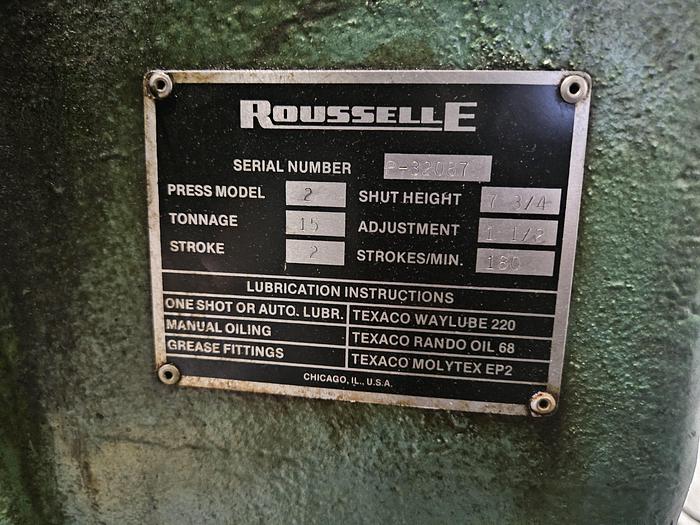 ROUSSELLE
SERIAL NUMBER P-32087
PRESS MODEL 2 SHUT HEIGHT 7 3/4
TONNAGE 15 ADJUSTMENT 1 1/2
STROKE 2 STROKES/MIN. 180
LUBRICATION INSTRUCTIONS
ONE SHOT OR AUTO. LUBR. TEXACO WAYLUBE 220
MANUAL OILING TEXACO RANDO OIL 68
GREASE FITTINGS TEXACO MOLYTEX EP2
CHICAGO, IL., U.S.A.